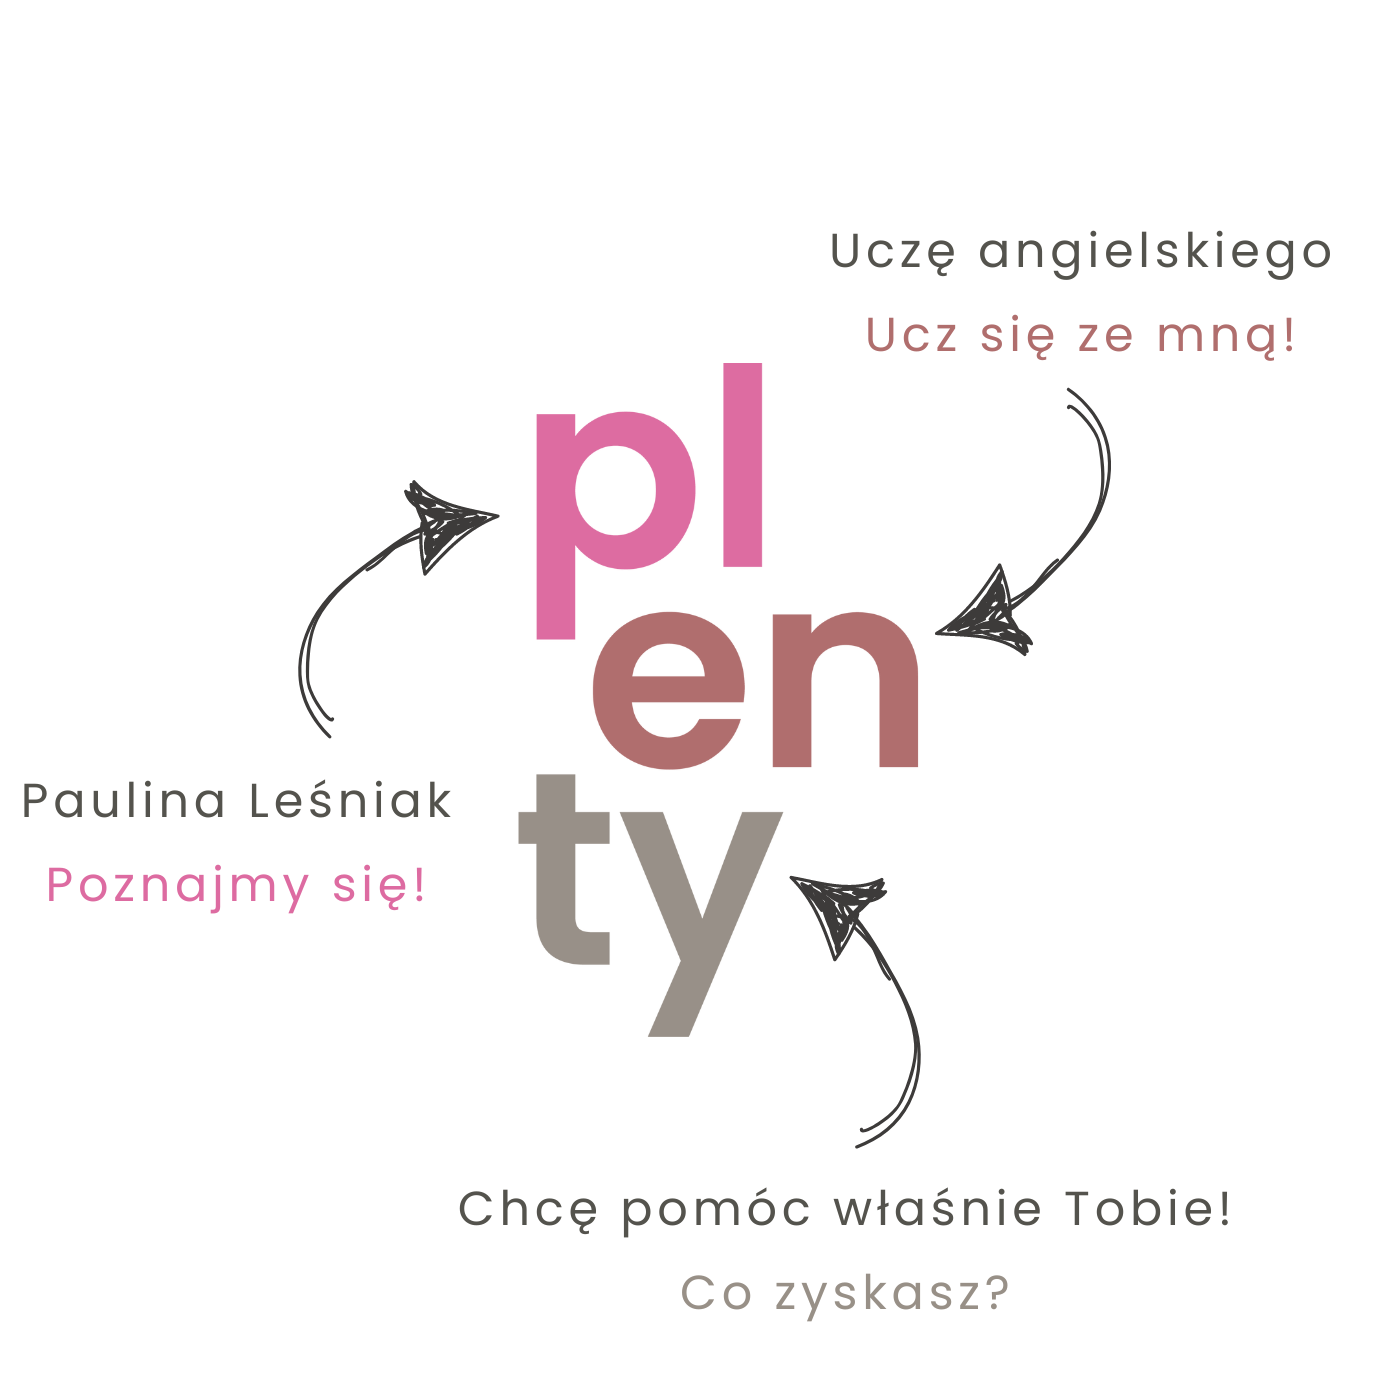 Uczę angielskiego
Ucz się ze mną!
pl
en
ty
Paulina Leśniak
Poznajmy się!
Chcę pomóc właśnie Tobie!
Co zyskasz?